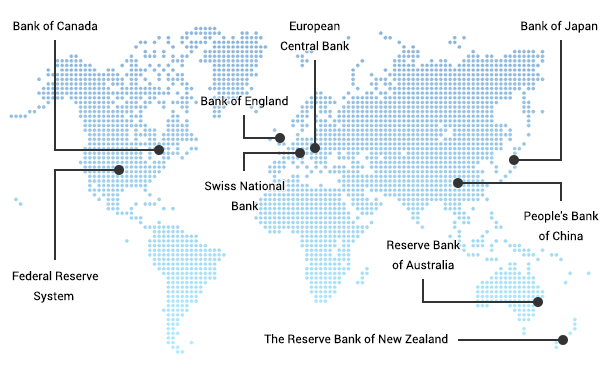 Bank of Canada
European
Central Bank
Bank of Japan
Bank of England
Swiss National
Bank
People's Bank
of China
Reserve Bank
of Australia
Federal Reserve
System
The Reserve Bank of New Zealand